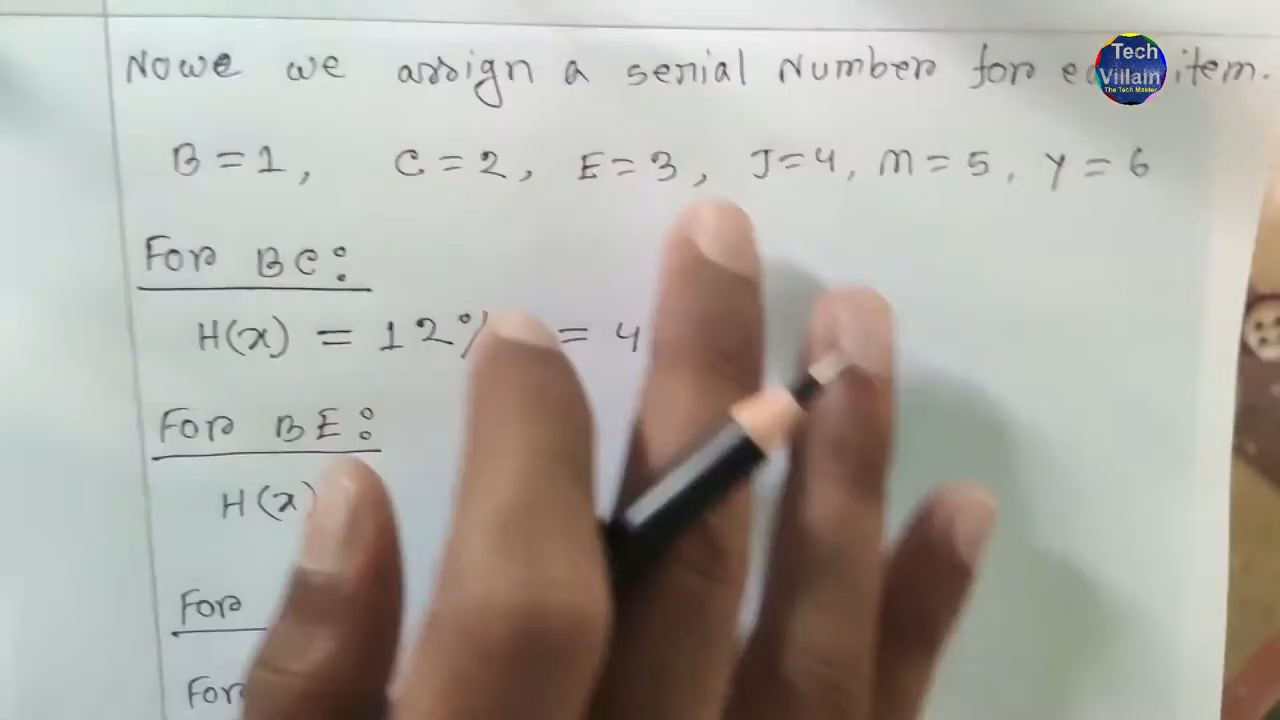 Nowe we assign a serial Number for item.
Tech
Villain
The Tech Master
B = 1, C = 2, E = 3, J = 4, M = 5, Y = 6
For BC:
H(x) = 12% = 4
For BE:
H(x)
For
For